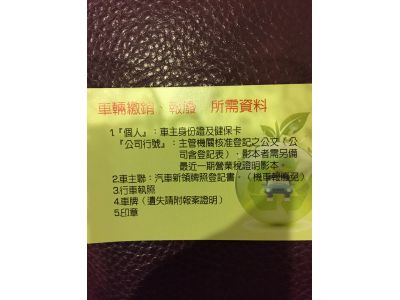 車輛繳銷、報廢 所需資料
1.『個人』：車主身份證及健保卡
『公司行號』：主管機關核准登記之公文（公
司含登記表），影本者需另備
最近一期營業稅證明影本。
2.車主聯：汽車新領牌照登記書。（機車報機
3.行車執照
4.車牌（遺失請附報案證明）
5.印章